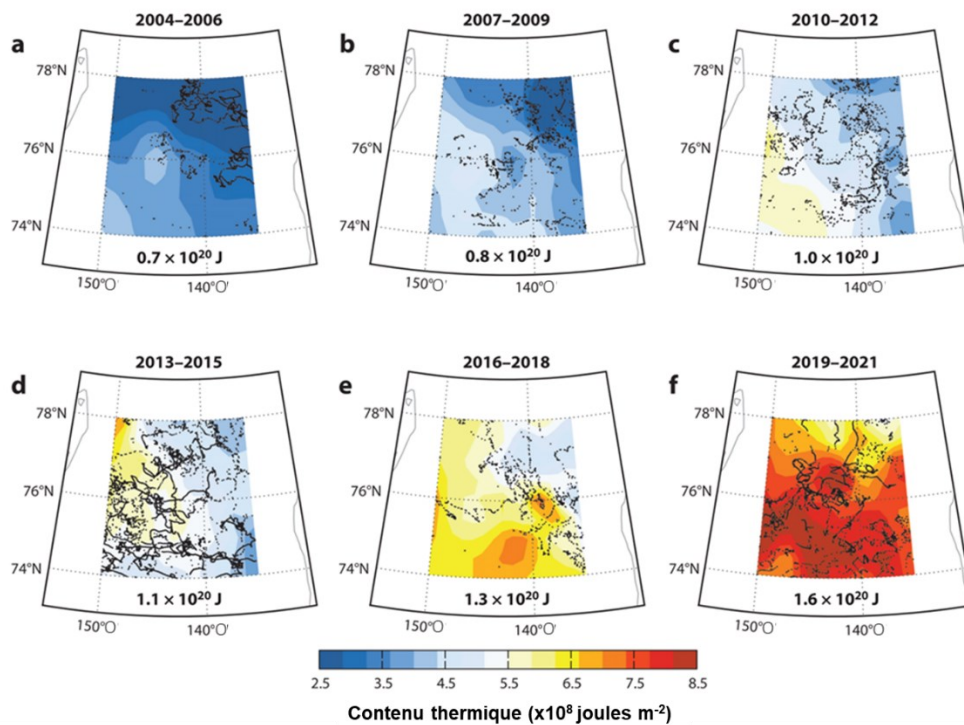 2004–2006
2007–2009
2010–2012
a
b
c
78°N
78°N
78°N
76°N
76°N
76°N
74°N
74°N
74°N
0.7 × 10²⁰ J
0.8 × 10²⁰ J
1.0 × 10²⁰ J
150°O'
140°O'
150°O'
140°O'
150°O'
140°O'
2013–2015
2016–2018
2019–2021
d
e
f
78°N
78°N
78°N
76°N
76°N
76°N
74°N
74°N
74°N
1.1 × 10²⁰ J
1.3 × 10²⁰ J
1.6 × 10²⁰ J
150°O'
140°O'
150°O'
140°O'
150°O'
140°O'
2.5 3.5 4.5 5.5 6.5 7.5 8.5
Contenu thermique (x10⁸ joules m⁻²)